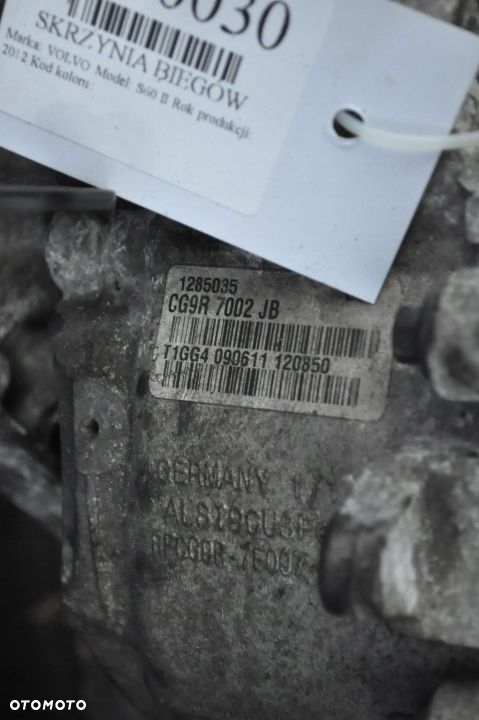 0030
SKRZYNIA BIEGÓW
Marka: VOLVO Model: S60 II Rok produkcji:
2012 Kod koloru:
1285035
CG9R 7002 JB
T1GG4 090611 120850
GERMANY
OTOMOTO